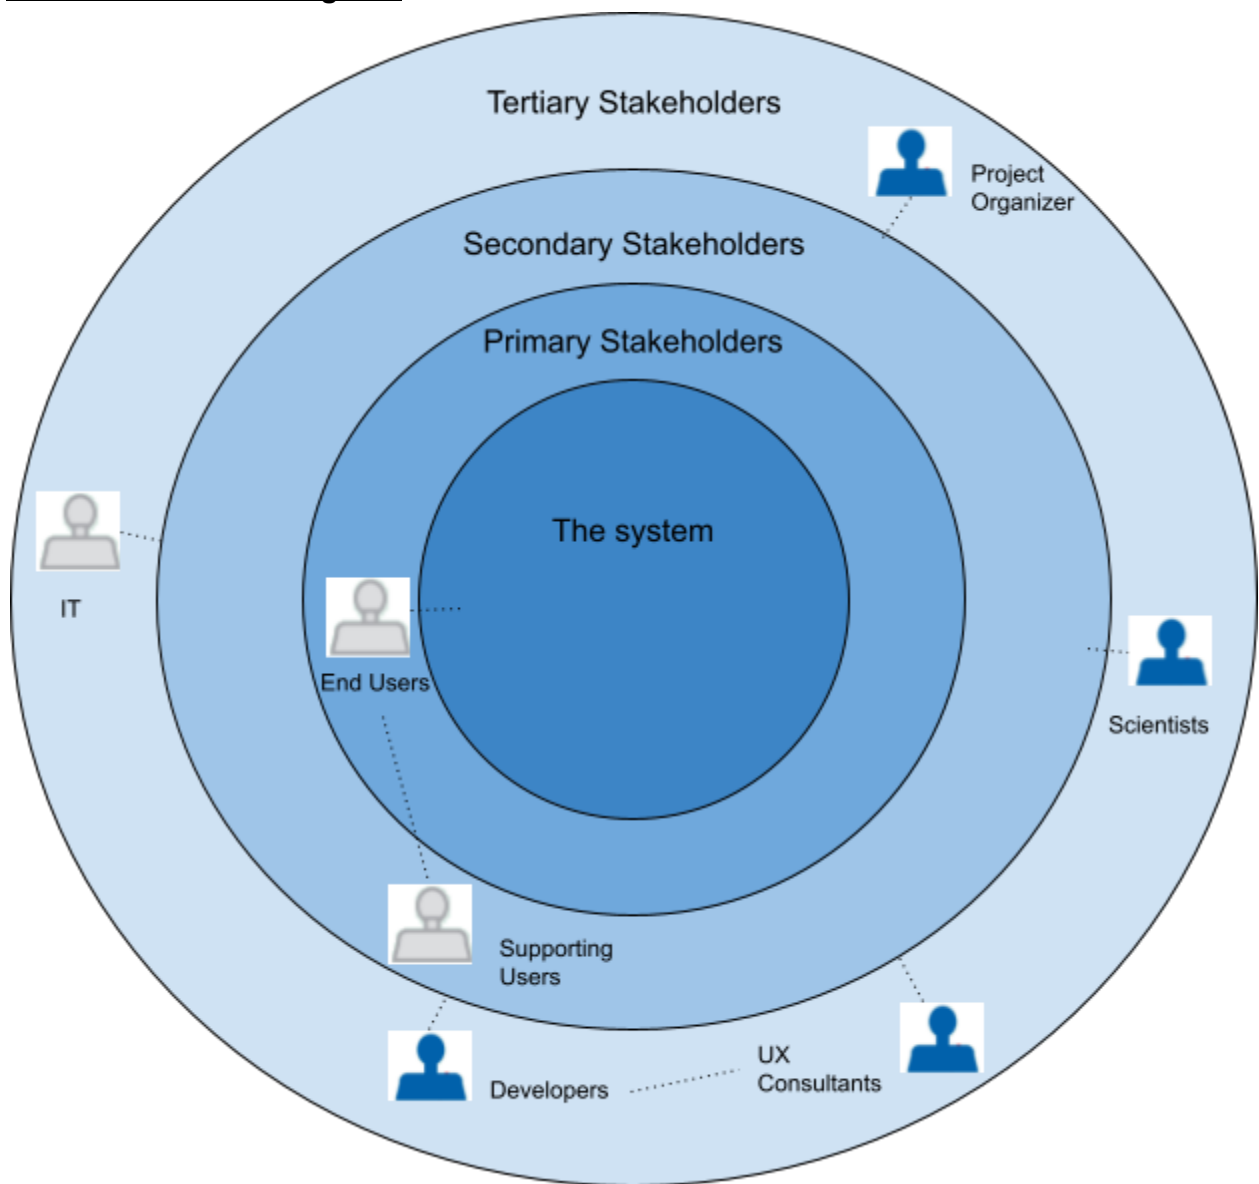 Tertiary Stakeholders
Project
Organizer
Secondary Stakeholders
Primary Stakeholders
The system
IT
End Users
Scientists
Supporting
Users
UX
Consultants
Developers